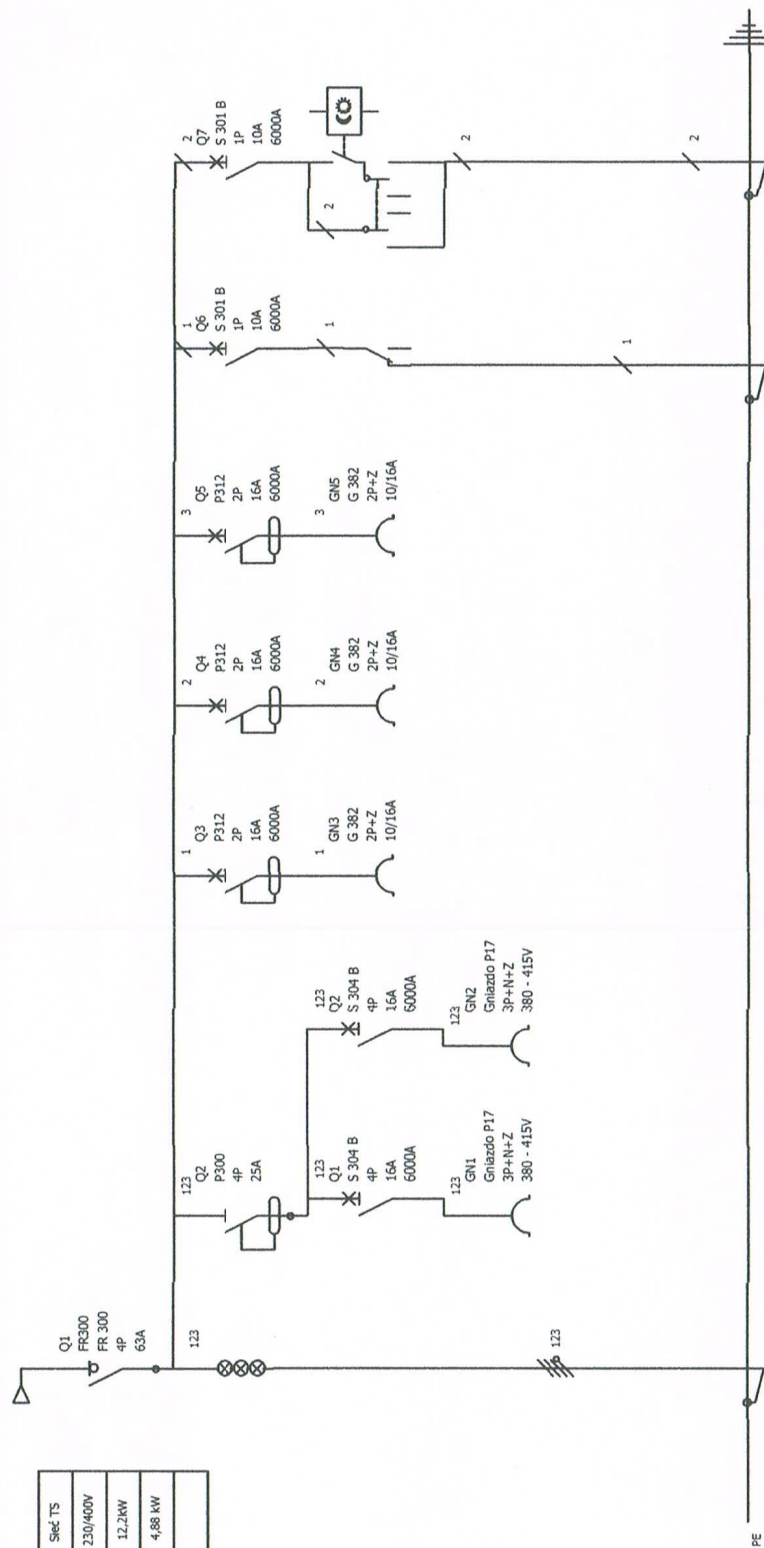 Sieć TS
230/400V
12,2kW
4,88 kW
Q1
FR300
FR 300
4P
63A
123
123
PE
123
Q2
P300
4P
25A
123
Q1
S 304 B
4P
16A
6000A
123
GN1
Gniazdo P17
3P+N+Z
380 - 415V
123
Q2
S 304 B
4P
16A
6000A
123
GN2
Gniazdo P17
3P+N+Z
380 - 415V
1
Q3
P312
2P
16A
6000A
1
GN3
G 382
2P+Z
10/16A
2
Q4
P312
2P
16A
6000A
2
GN4
G 382
2P+Z
10/16A
3
Q5
P312
2P
16A
6000A
3
GN5
G 382
2P+Z
10/16A
1
Q6
S 301 B
1P
10A
6000A
1
1
2
Q7
S 301 B
1P
10A
6000A
2
2
2